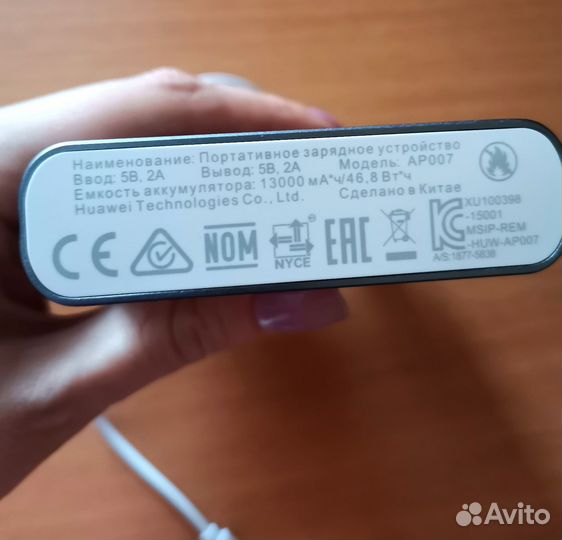 Наименование: Портативное зарядное устройство
Ввод: 5В, 2А Вывод: 5В, 2А Модель: AP007
Емкость аккумулятора: 13000 мА*ч/46,8 Вт*ч
Huawei Technologies Co., Ltd. Сделано в Китае
CE NOM NYCE EAC
XU100398
-15001
MSIP-REM
-HUW-AP007
A/S:1877-5838
Avito